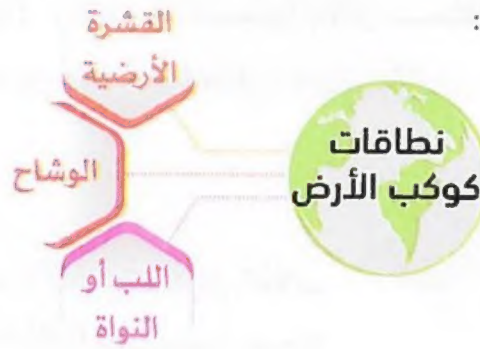 :
نطاقات
كوكب الأرض
القشرة
الأرضية
الوشاح
اللب أو
النواة